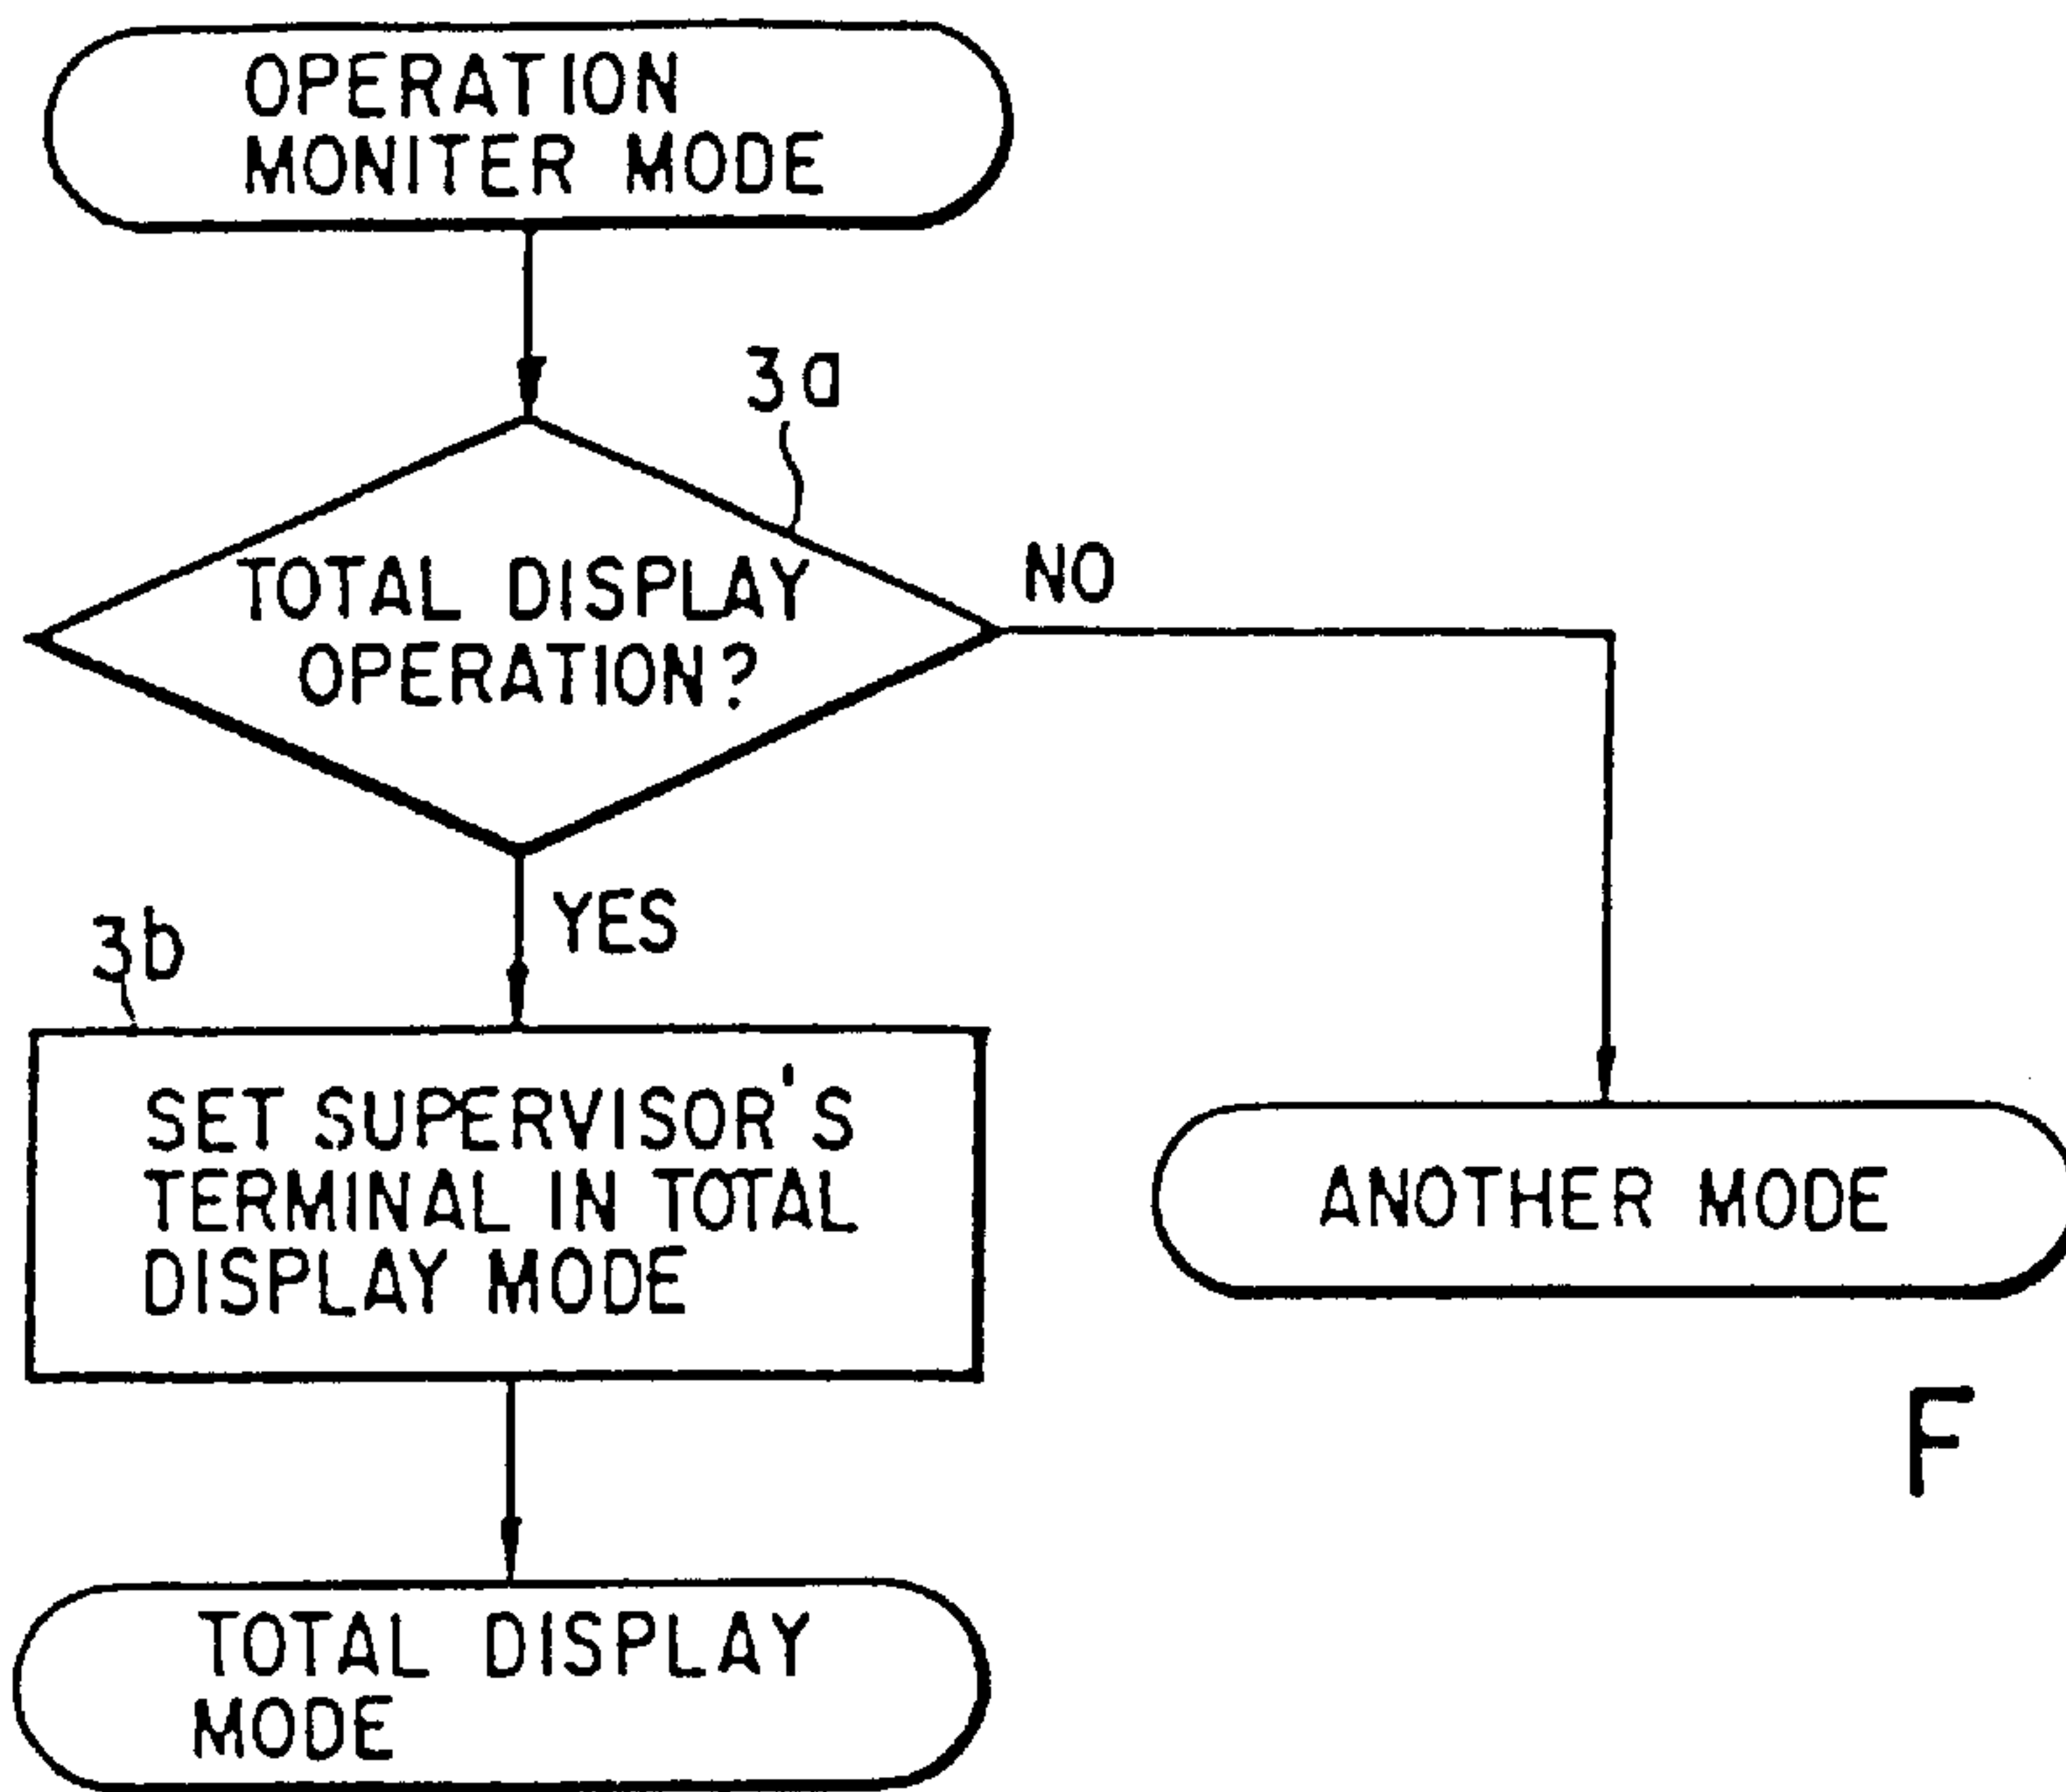 OPERATION
MONITER MODE
3a
TOTAL DISPLAY
OPERATION?
NO
YES
3b
SET SUPERVISOR'S
TERMINAL IN TOTAL
DISPLAY MODE
ANOTHER MODE
F
TOTAL DISPLAY
MODE